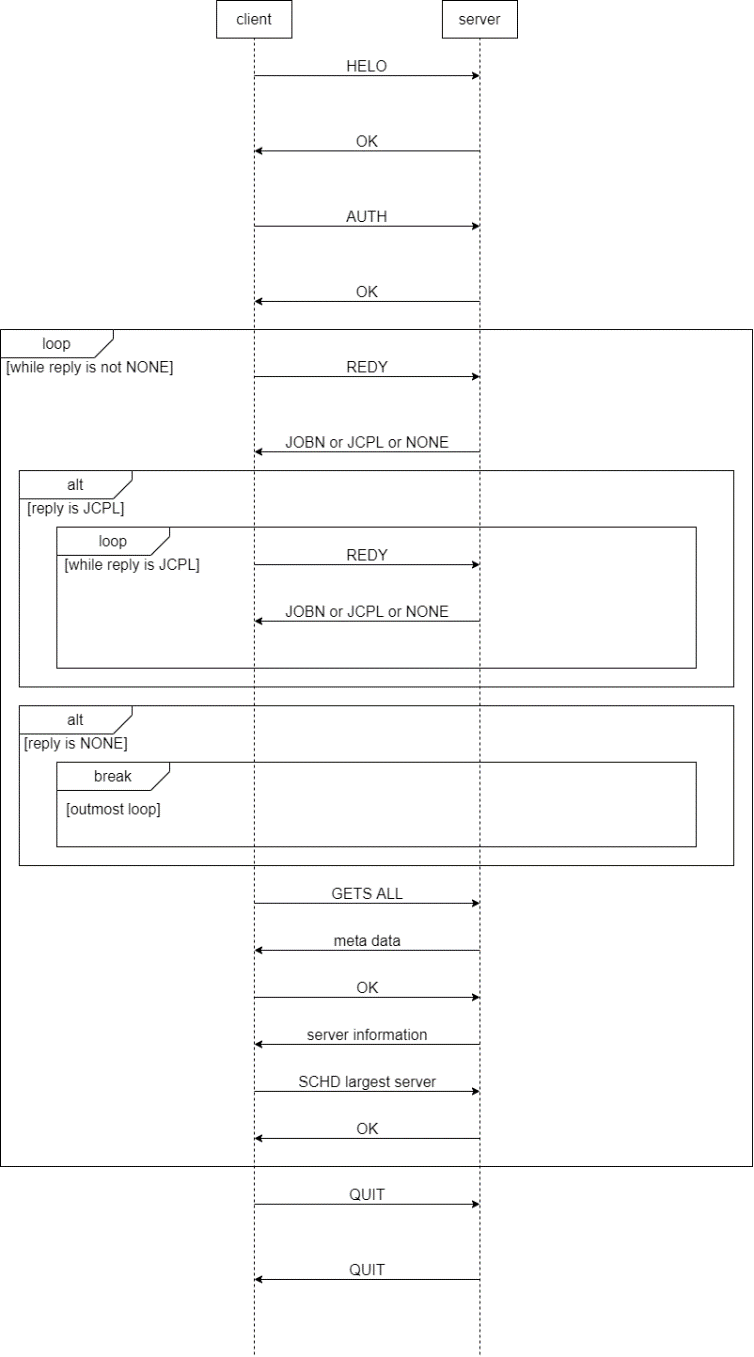 client
server
HELO
OK
AUTH
OK
loop
[while reply is not NONE]
REDY
JOBN or JCPL or NONE
alt
[reply is JCPL]
loop
[while reply is JCPL]
REDY
JOBN or JCPL or NONE
alt
[reply is NONE]
break
[outmost loop]
GETS ALL
meta data
OK
server information
SCHD largest server
OK
QUIT
QUIT